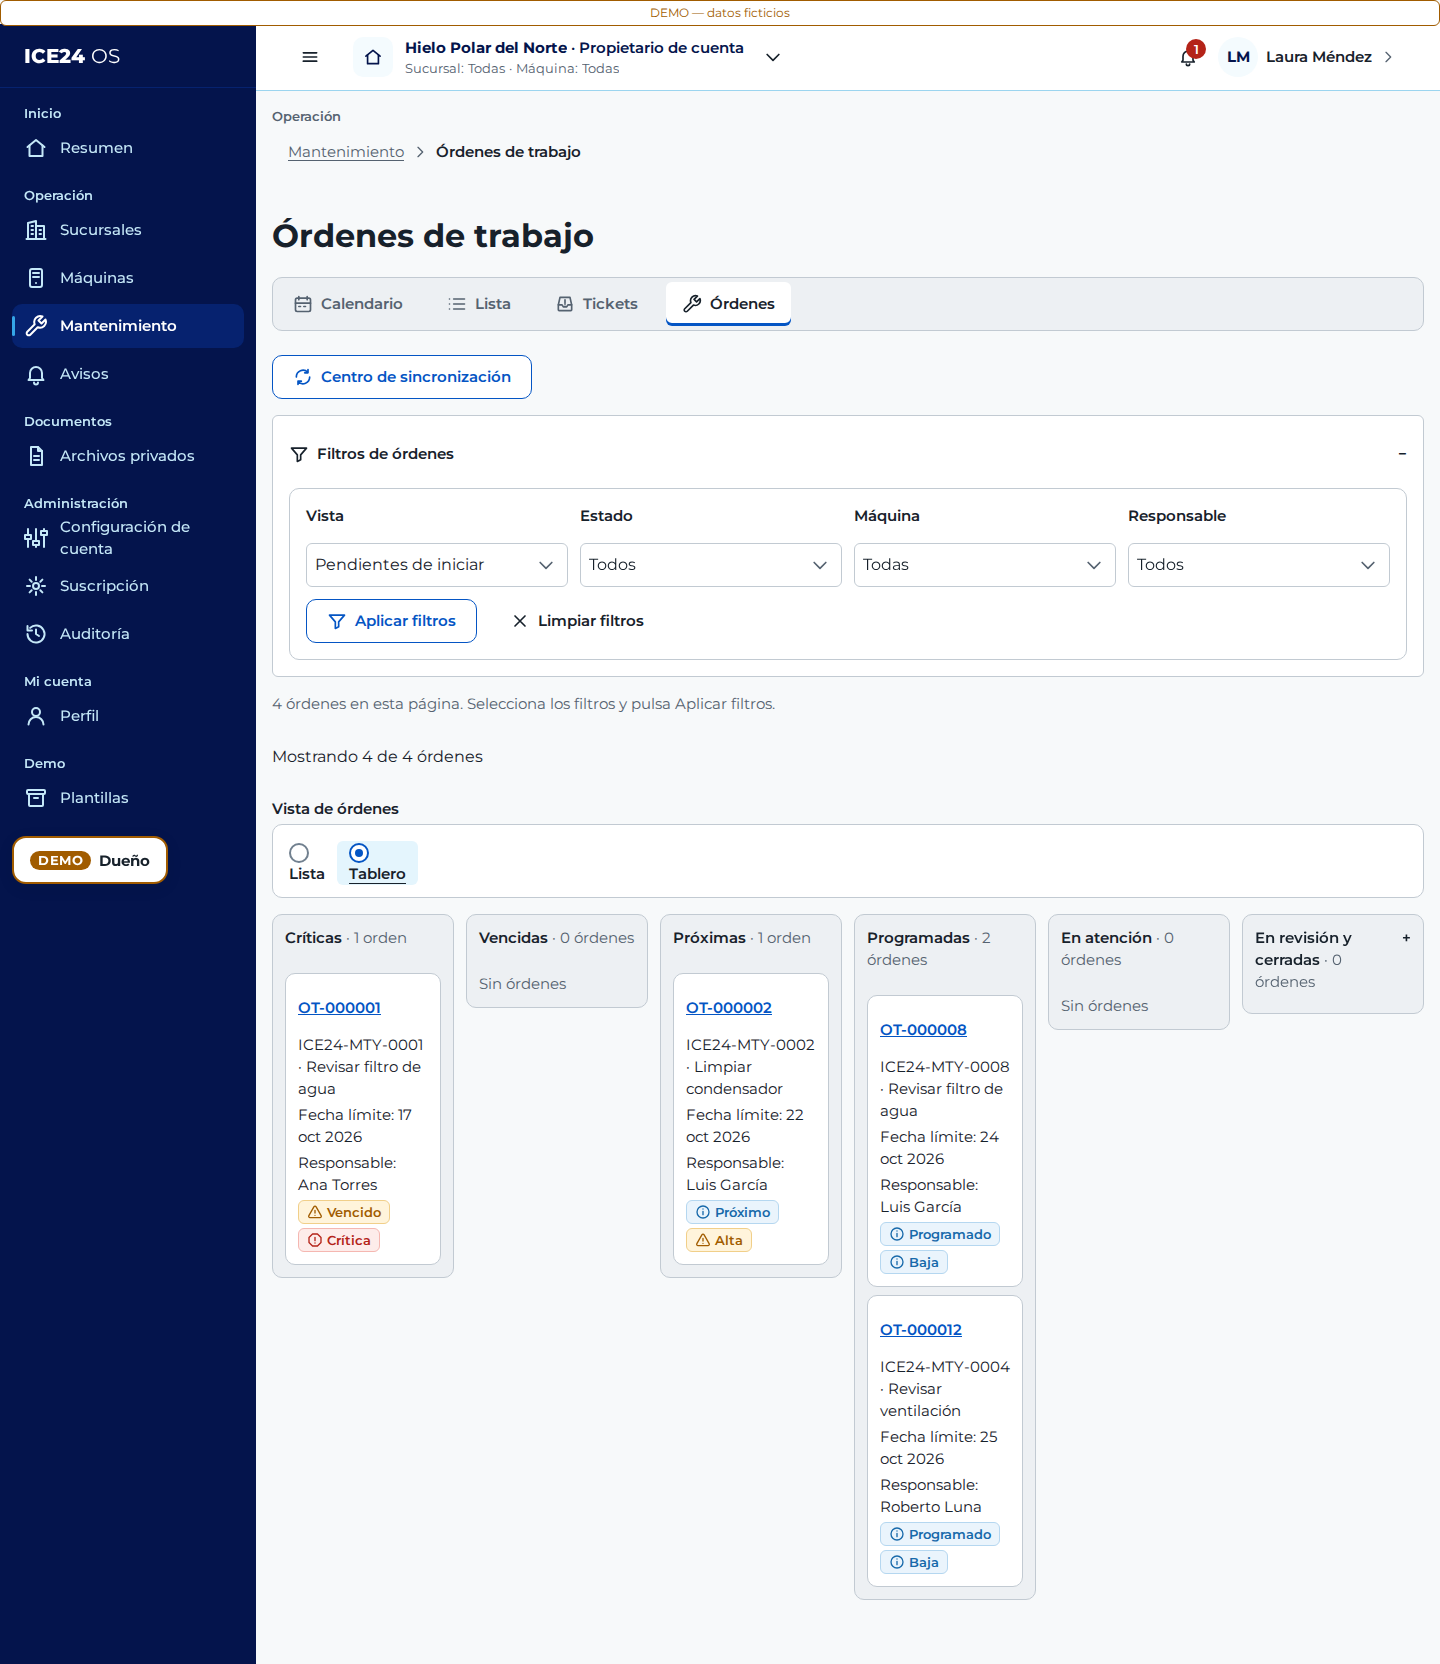 DEMO — datos ficticios
ICE24 OS
Inicio
Resumen
Operación
Sucursales
Máquinas
Mantenimiento
Avisos
Documentos
Archivos privados
Administración
Configuración de
cuenta
Suscripción
Auditoría
Mi cuenta
Perfil
Demo
Plantillas
DEMO Dueño
Hielo Polar del Norte · Propietario de cuenta
Sucursal: Todas · Máquina: Todas
1
LM Laura Méndez
Operación
Mantenimiento > Órdenes de trabajo
Órdenes de trabajo
Calendario Lista Tickets Órdenes
Centro de sincronización
Filtros de órdenes −
Vista Estado Máquina Responsable
Pendientes de iniciar Todos Todas Todos
Aplicar filtros Limpiar filtros
4 órdenes en esta página. Selecciona los filtros y pulsa Aplicar filtros.
Mostrando 4 de 4 órdenes
Vista de órdenes
Lista Tablero
Críticas · 1 orden
OT-000001
ICE24-MTY-0001
· Revisar filtro de
agua
Fecha límite: 17
oct 2026
Responsable:
Ana Torres
Vencido
Crítica
Vencidas · 0 órdenes
Sin órdenes
Próximas · 1 orden
OT-000002
ICE24-MTY-0002
· Limpiar
condensador
Fecha límite: 22
oct 2026
Responsable:
Luis García
Próximo
Alta
Programadas · 2
órdenes
OT-000008
ICE24-MTY-0008
· Revisar filtro de
agua
Fecha límite: 24
oct 2026
Responsable:
Luis García
Programado
Baja
OT-000012
ICE24-MTY-0004
· Revisar
ventilación
Fecha límite: 25
oct 2026
Responsable:
Roberto Luna
Programado
Baja
En atención · 0
órdenes
Sin órdenes
En revisión y +
cerradas · 0
órdenes